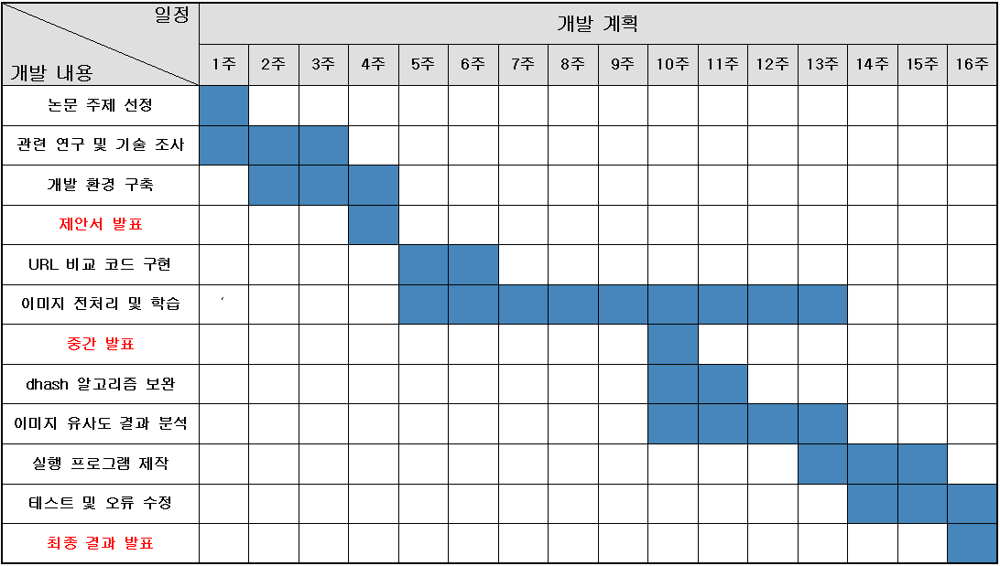 일정
개발 계획
개발 내용
1주 2주 3주 4주 5주 6주 7주 8주 9주 10주 11주 12주 13주 14주 15주 16주
논문 주제 선정
관련 연구 및 기술 조사
개발 환경 구축
제안서 발표
URL 비교 코드 구현
이미지 전처리 및 학습
중간 발표
dhash 알고리즘 보완
이미지 유사도 결과 분석
실행 프로그램 제작
테스트 및 오류 수정
최종 결과 발표